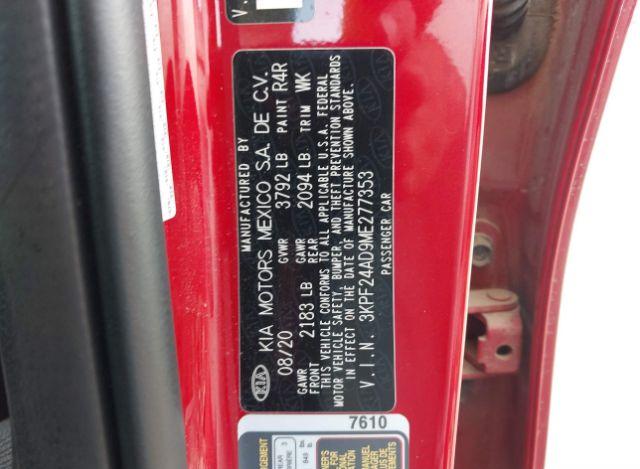 MANUFACTURED BY
KIA KIA MOTORS MEXICO S.A. DE C.V.
08/20 GVWR 3792 LB PAINT R4R
GAWR FRONT 2183 LB GAWR REAR 2094 LB TRIM WK
THIS VEHICLE CONFORMS TO ALL APPLICABLE U.S.A. FEDERAL
MOTOR VEHICLE SAFETY, BUMPER, AND THEFT PREVENTION STANDARDS
IN EFFECT ON THE DATE OF MANUFACTURE SHOWN ABOVE.
V.I.N. 3KPF24AD9ME277353
PASSENGER CAR
7610
V.I